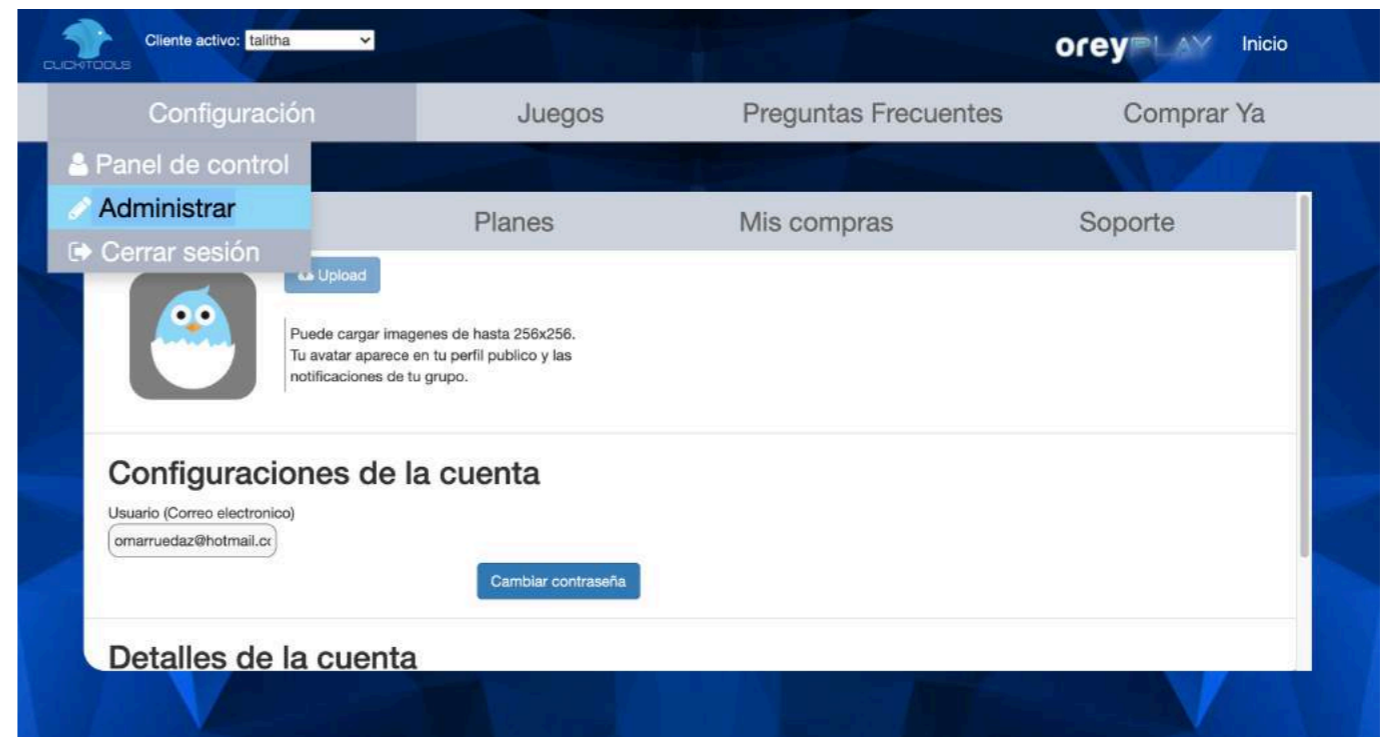 Cliente activo: talitha
oreyPLAY Inicio
CLICKTOOLS
Configuración Juegos Preguntas Frecuentes Comprar Ya
Panel de control
Administrar
Cerrar sesión
Planes Mis compras Soporte
Upload
Puede cargar imagenes de hasta 256x256.
Tu avatar aparece en tu perfil publico y las
notificaciones de tu grupo.
Configuraciones de la cuenta
Usuario (Correo electronico)
omarruedaz@hotmail.cc
Cambiar contraseña
Detalles de la cuenta